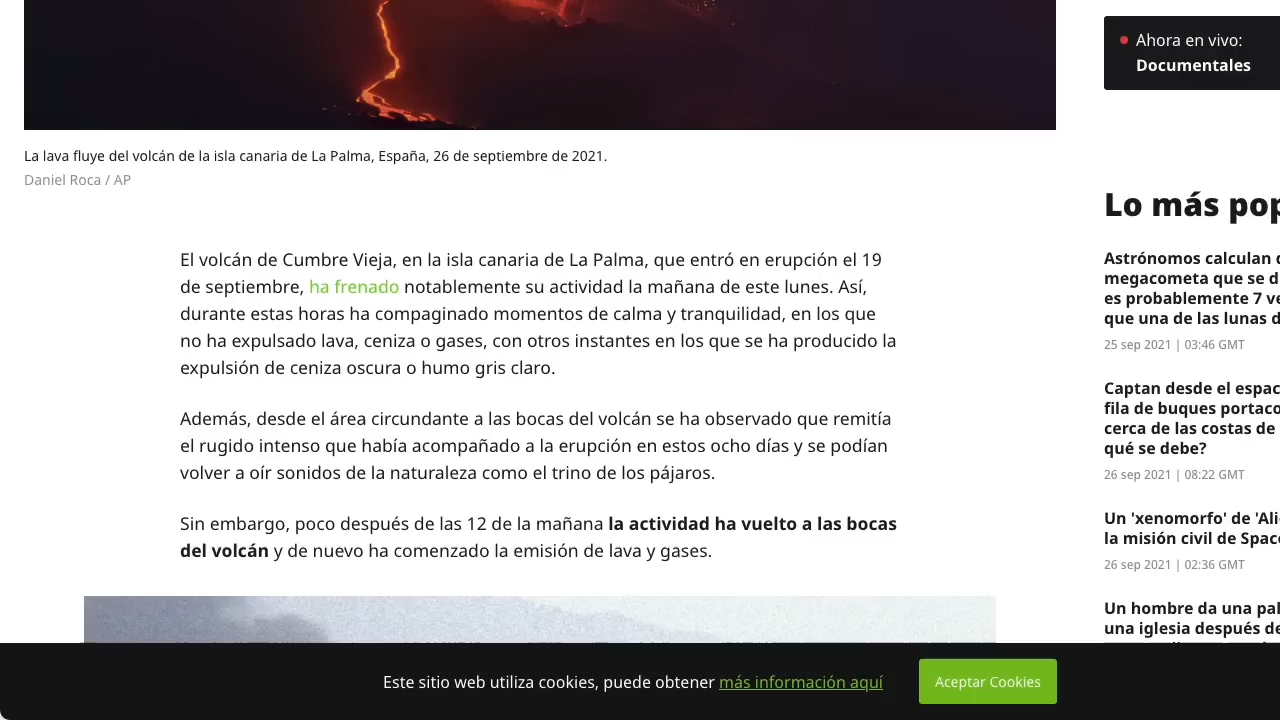 Ahora en vivo:
Documentales
La lava fluye del volcán de la isla canaria de La Palma, España, 26 de septiembre de 2021.
Daniel Roca / AP
El volcán de Cumbre Vieja, en la isla canaria de La Palma, que entró en erupción el 19
de septiembre, ha frenado notablemente su actividad la mañana de este lunes. Así,
durante estas horas ha compaginado momentos de calma y tranquilidad, en los que
no ha expulsado lava, ceniza o gases, con otros instantes en los que se ha producido la
expulsión de ceniza oscura o humo gris claro.
Además, desde el área circundante a las bocas del volcán se ha observado que remitía
el rugido intenso que había acompañado a la erupción en estos ocho días y se podían
volver a oír sonidos de la naturaleza como el trino de los pájaros.
Sin embargo, poco después de las 12 de la mañana la actividad ha vuelto a las bocas
del volcán y de nuevo ha comenzado la emisión de lava y gases.
Lo más pop
Astrónomos calculan
megacometa que se d
es probablemente 7 ve
que una de las lunas d
25 sep 2021 | 03:46 GMT
Captan desde el espac
fila de buques portaco
cerca de las costas de
qué se debe?
26 sep 2021 | 08:22 GMT
Un 'xenomorfo' de 'Ali
la misión civil de Spac
26 sep 2021 | 02:36 GMT
Un hombre da una pal
una iglesia después de
Este sitio web utiliza cookies, puede obtener más información aquí
Aceptar Cookies